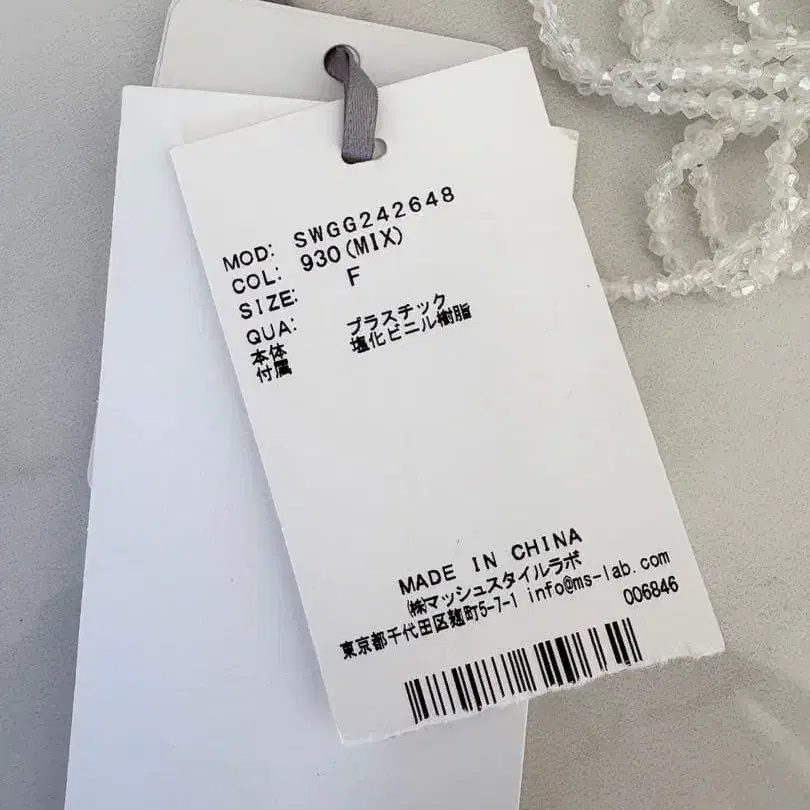 MOD: SWGG242648
COL: 930(MIX)
SIZE: F
QUA:
本体 プラスチック
付属 塩化ビニル樹脂
MADE IN CHINA
㈱マッシュスタイルラボ
東京都千代田区麹町5-7-1 info@ms-lab.com
006846